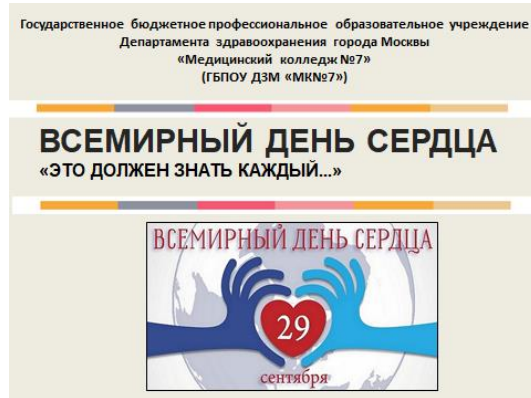 Государственное бюджетное профессиональное образовательное учреждение
Департамента здравоохранения города Москвы
«Медицинский колледж №7»
(ГБПОУ ДЗМ «МК№7»)
ВСЕМИРНЫЙ ДЕНЬ СЕРДЦА
«ЭТО ДОЛЖЕН ЗНАТЬ КАЖДЫЙ...»
ВСЕМИРНЫЙ ДЕНЬ СЕРДЦА
29
сентября